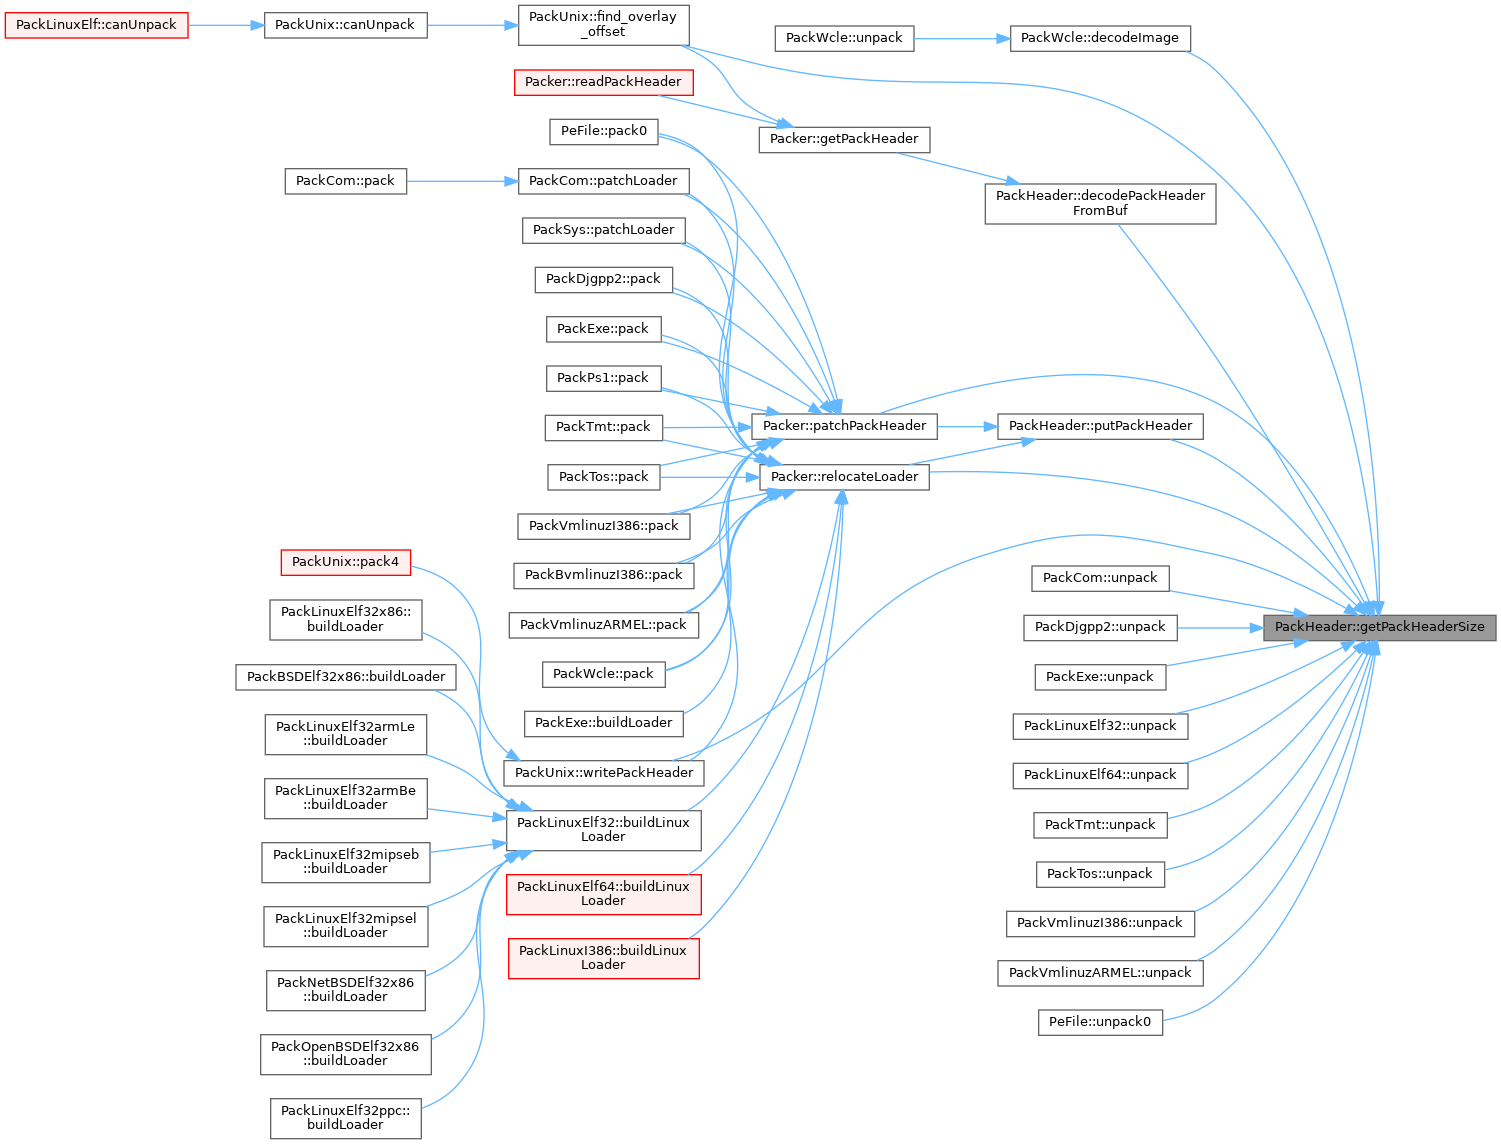 PackLinuxElf::canUnpack
PackUnix::canUnpack
PackUnix::find_overlay
_offset
PackWcle::unpack
PackWcle::decodeImage
Packer::readPackHeader
PeFile::pack0
Packer::getPackHeader
PackCom::pack
PackCom::patchLoader
PackHeader::decodePackHeader
FromBuf
PackSys::patchLoader
PackDjgpp2::pack
PackExe::pack
PackPs1::pack
PackTmt::pack
Packer::patchPackHeader
PackHeader::putPackHeader
PackTos::pack
Packer::relocateLoader
PackVmlinuzI386::pack
PackUnix::pack4
PackBvmlinuzI386::pack
PackCom::unpack
PackLinuxElf32x86::
buildLoader
PackVmlinuzARMEL::pack
PackDjgpp2::unpack
PackHeader::getPackHeaderSize
PackBSDElf32x86::buildLoader
PackWcle::pack
PackExe::unpack
PackLinuxElf32armLe
::buildLoader
PackExe::buildLoader
PackLinuxElf32::unpack
PackUnix::writePackHeader
PackLinuxElf64::unpack
PackLinuxElf32armBe
::buildLoader
PackLinuxElf32::buildLinux
Loader
PackTmt::unpack
PackLinuxElf32mipseb
::buildLoader
PackLinuxElf64::buildLinux
Loader
PackTos::unpack
PackLinuxElf32mipsel
::buildLoader
PackVmlinuzI386::unpack
PackLinuxI386::buildLinux
Loader
PackVmlinuzARMEL::unpack
PackNetBSDElf32x86
::buildLoader
PeFile::unpack0
PackOpenBSDElf32x86
::buildLoader
PackLinuxElf32ppc::
buildLoader